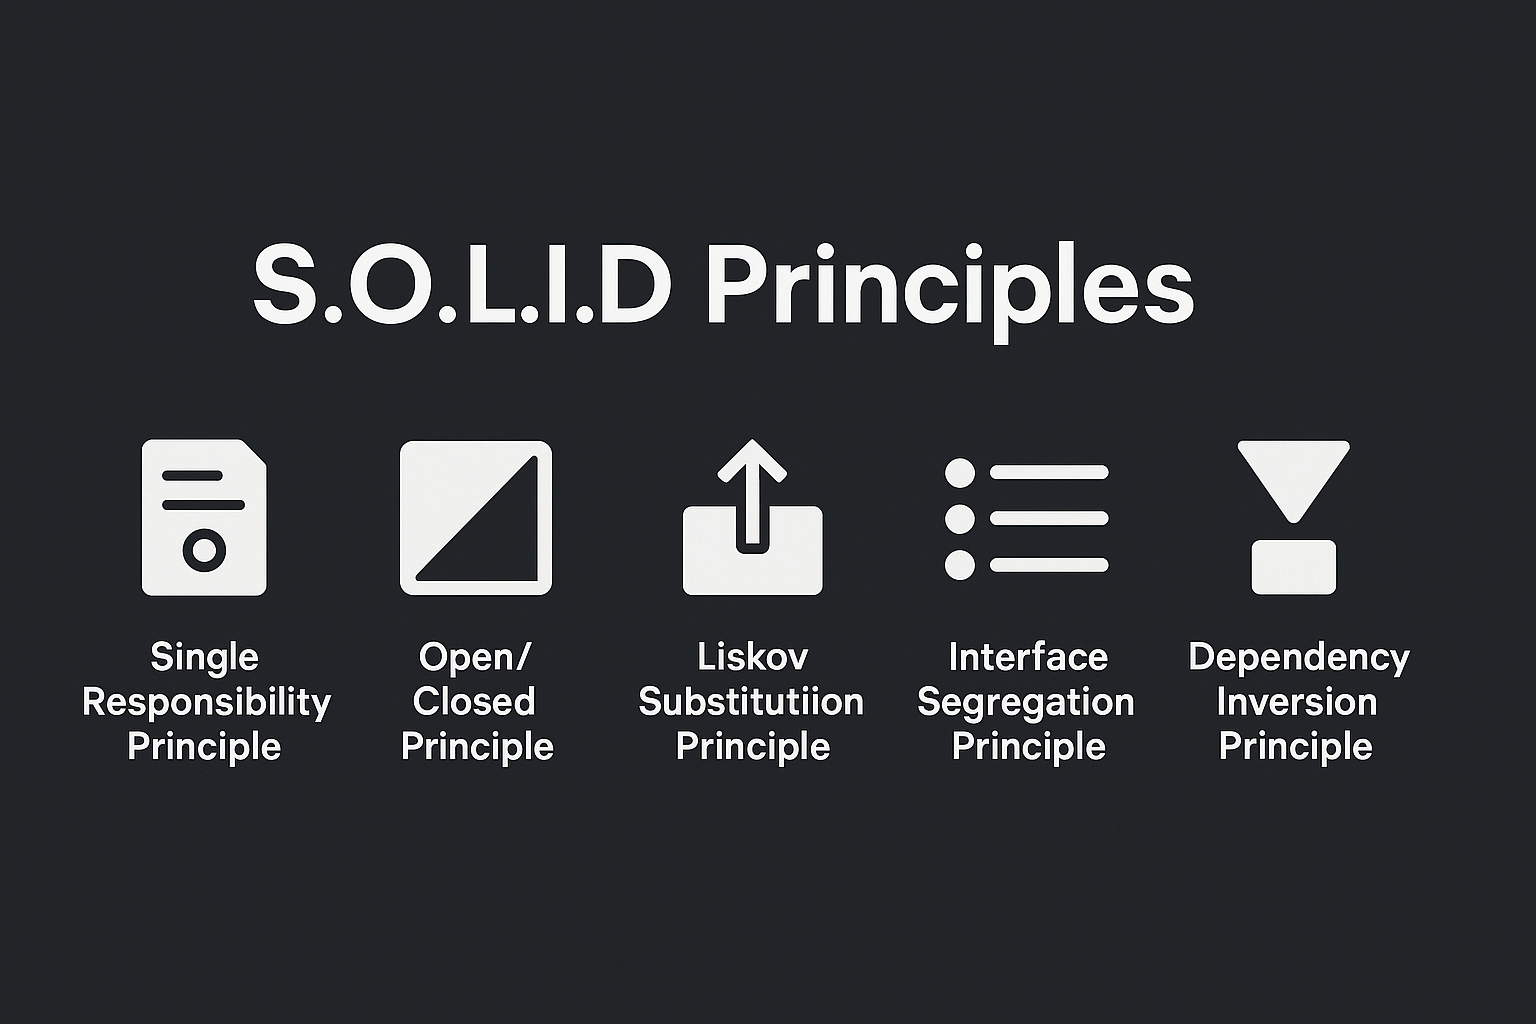 S.O.L.I.D Principles
Single
Responsibility
Principle
Open/
Closed
Principle
Liskov
Substitutiion
Principle
Interface
Segregation
Principle
Dependency
Inversion
Principle